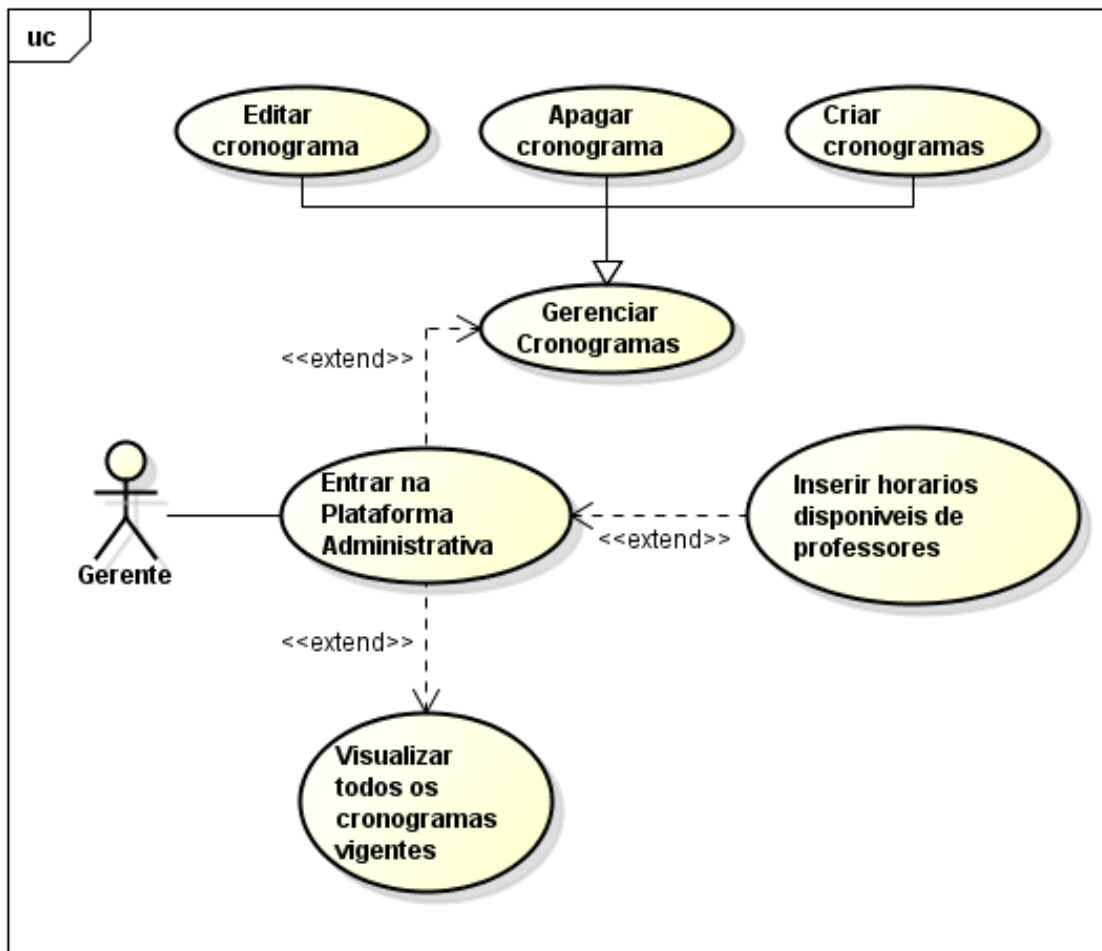 uc
Editar
cronograma
Apagar
cronograma
Criar
cronogramas
Gerenciar
Cronogramas
<<extend>>
Entrar na
Plataforma
Administrativa
Inserir horarios
disponiveis de
professores
<<extend>>
Gerente
<<extend>>
Visualizar
todos os
cronogramas
vigentes